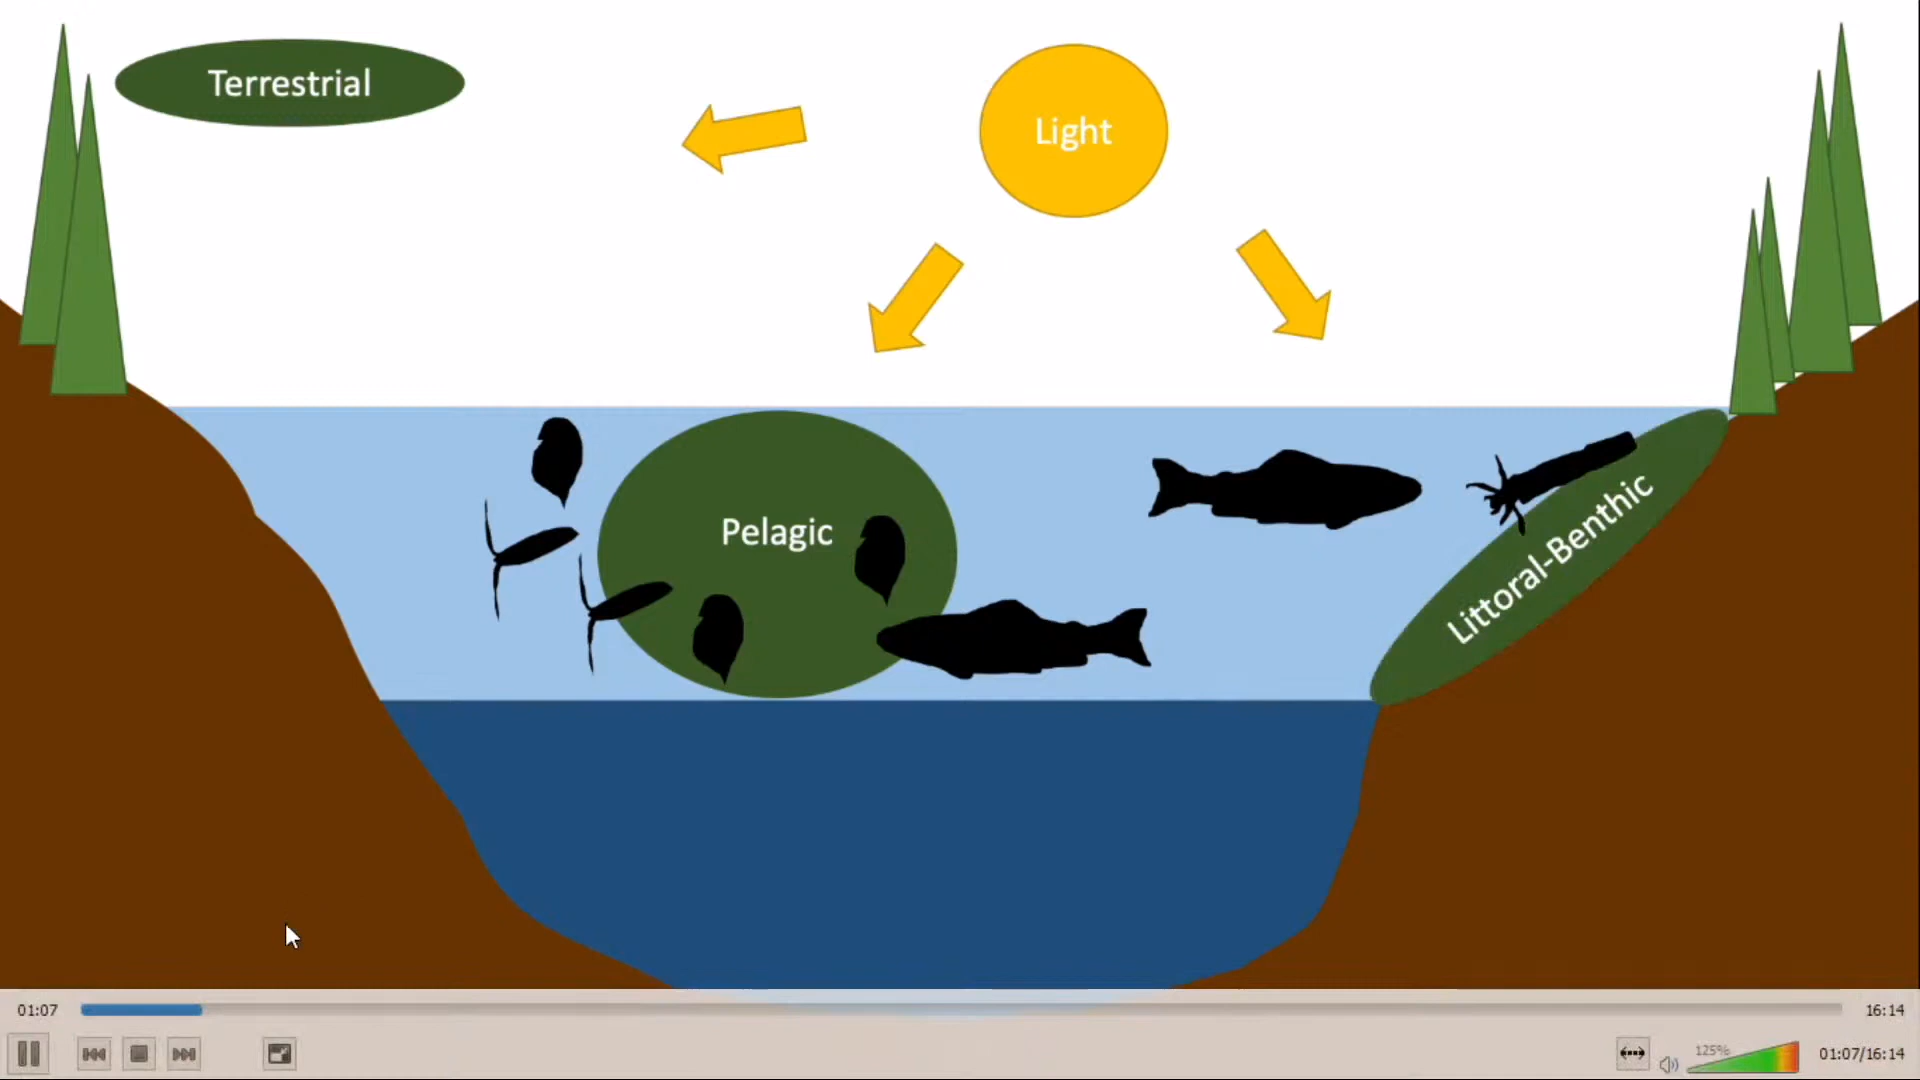 Terrestrial
Light
Pelagic
Littoral-Benthic
01:07
16:14
125%
01:07/16:14